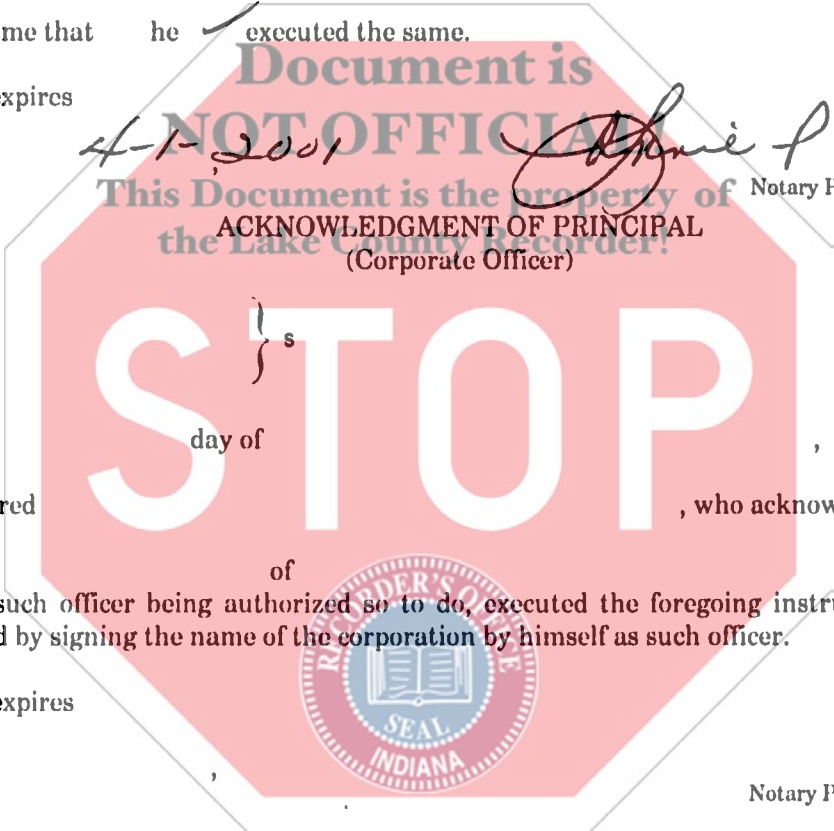 me that he executed the same.
Document is
expires
NOT OFFICIAL!
4-1-2001
This Document is the property of
Notary P
ACKNOWLEDGMENT OF PRINCIPAL
the Lake County Recorder!
(Corporate Officer)
} s
STOP
day of ,
red , who acknow
of
such officer being authorized so to do, executed the foregoing instru
d by signing the name of the corporation by himself as such officer.
RECORDER'S OFFICE
expires
SEAL
INDIANA
,
Notary P